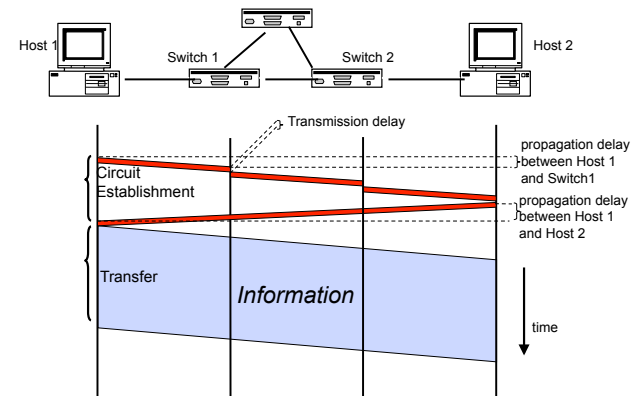 Host 1
Switch 1
Switch 2
Host 2
Transmission delay
propagation delay
between Host 1
and Switch1
Circuit
Establishment
propagation delay
between Host 1
and Host 2
Transfer
Information
time